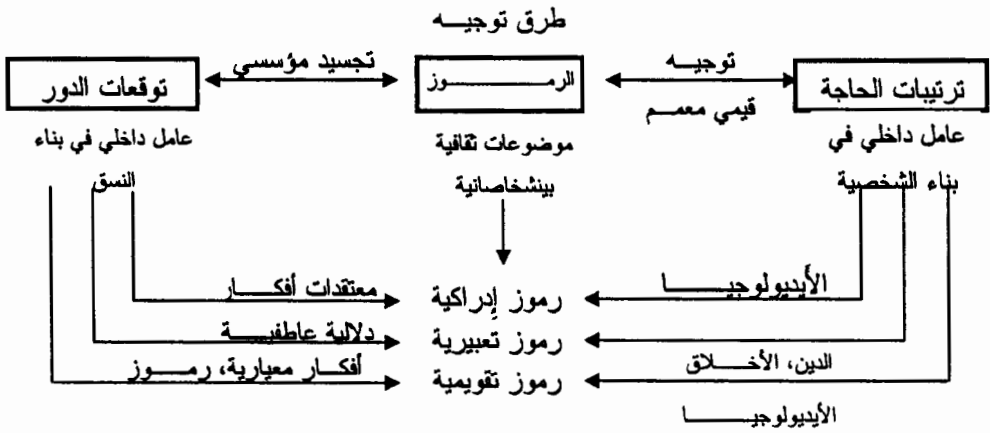 طرق توجيه
ترتيبات الحاجة
توجيه
الرموز
تجسيد مؤسسي
توقعات الدور
قيمي معمم
عامل داخلي في
بناء الشخصية
موضوعات ثقافية
بينشخاصانية
عامل داخلي في بناء
النسق
الأيديولوجيا
رموز إدراكية
معتقدات أفكار
رموز تعبيرية
دلالية عاطفية
الدين، الأخلاق
رموز تقويمية
أفكار معيارية، رموز
الأيديولوجيا